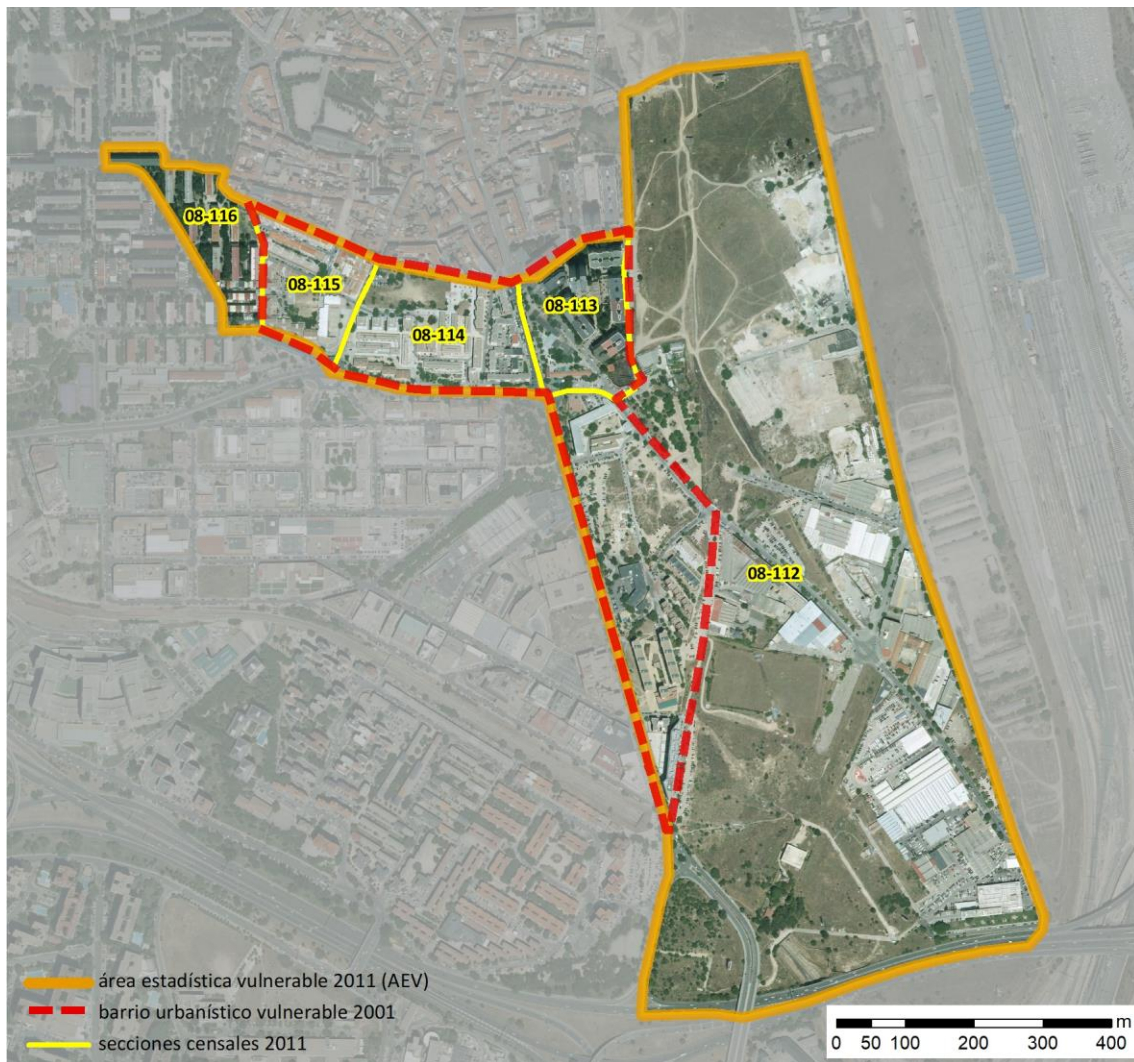 08-116
08-115
08-113
08-114
08-112
área estadística vulnerable 2011 (AEV)
barrio urbanístico vulnerable 2001
secciones censales 2011
m
0 50 100 200 300 400